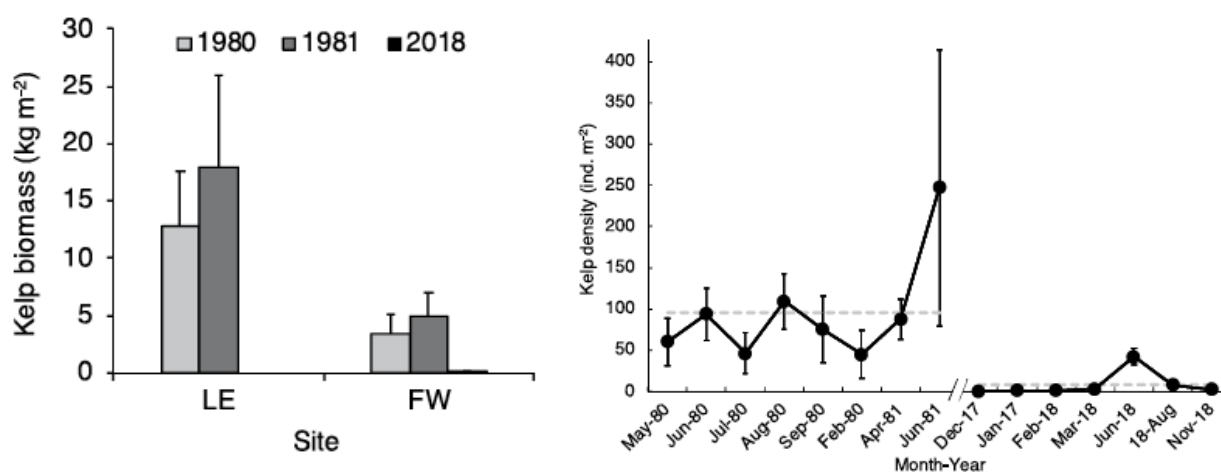 Kelp biomass (kg m⁻²)
30
25
20
15
10
5
0
1980 1981 2018
LE FW
Site
Kelp density (ind. m⁻²)
400
350
300
250
200
150
100
50
0
May-80 Jun-80 Jul-80 Aug-80 Sep-80 Feb-80 Apr-81 Jun-81 Dec-17 Jan-17 Feb-18 Mar-18 Jun-18 18-Aug Nov-18
Month-Year